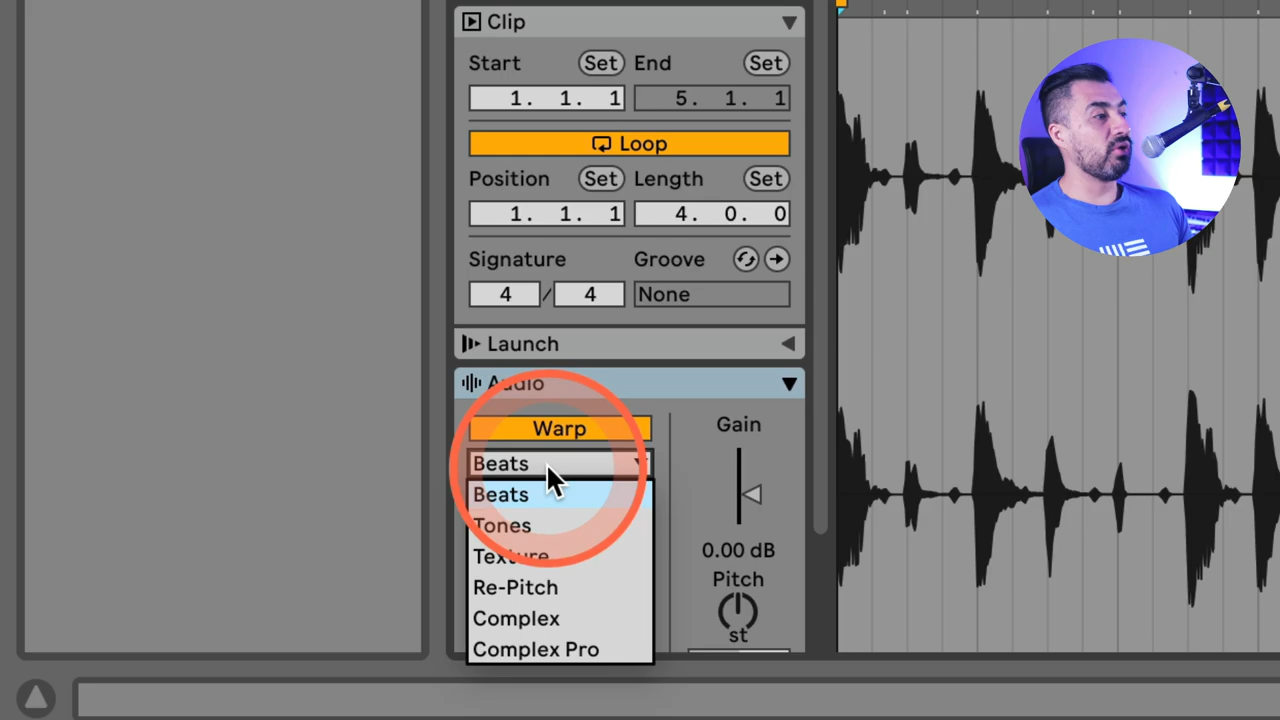 Clip
Start Set End Set
1. 1. 1 5. 1. 1
Loop
Position Set Length Set
1. 1. 1 4. 0. 0
Signature Groove
4 / 4 None
Launch
Audio
Warp Gain
Beats
Beats
Tones
Texture 0.00 dB
Re-Pitch Pitch
Complex st
Complex Pro